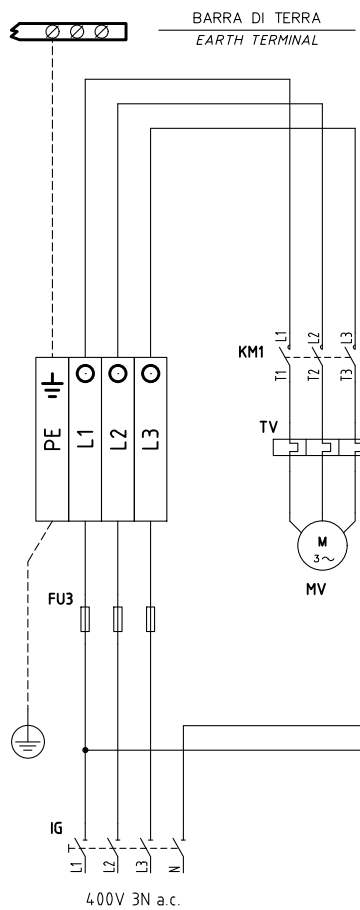 BARRA DI TERRA
EARTH TERMINAL
L1
L2
L3
KM1
T1
T2
T3
PE
L1
L2
L3
TV
M
3~
MV
FU3
IG
L1
L2
L3
N
400V 3N a.c.